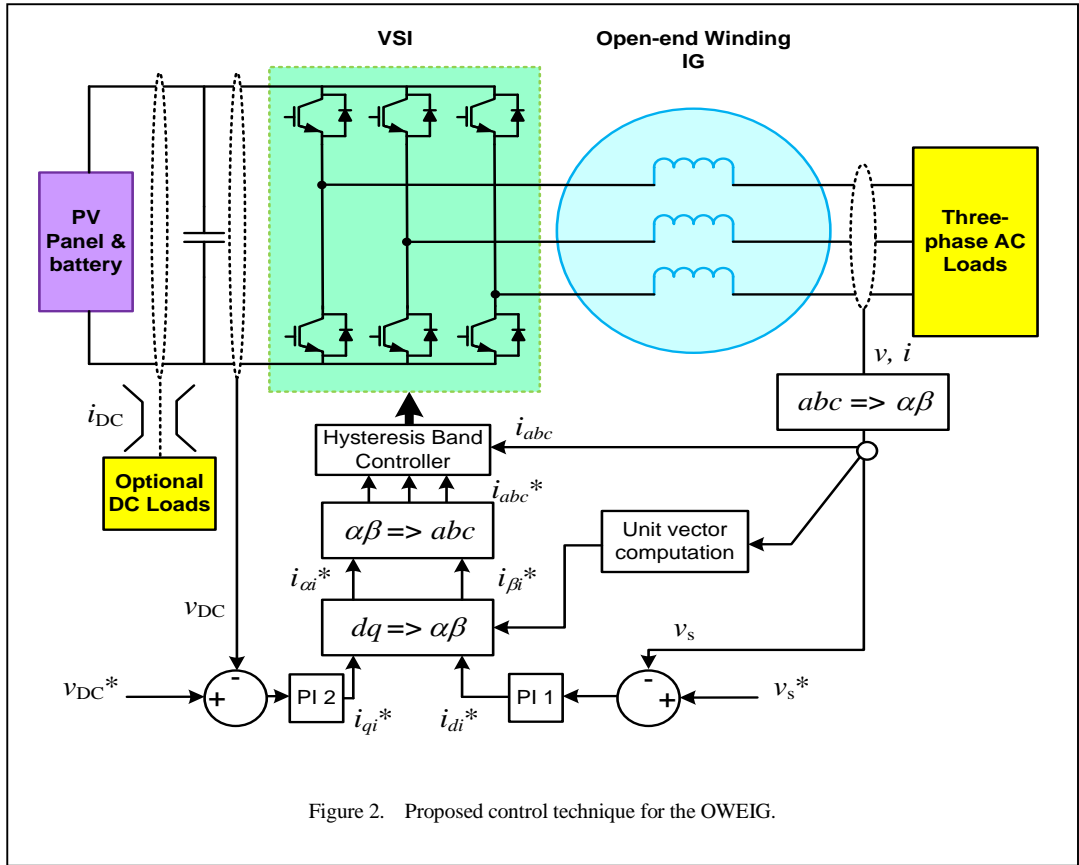 VSI
Open-end Winding
IG
PV
Panel &
battery
Three-
phase AC
Loads
v, i
abc => αβ
i_DC
Optional
DC Loads
Hysteresis Band
Controller
i_abc
i_abc*
αβ => abc
Unit vector
computation
i_αi*
i_βi*
v_DC
dq => αβ
v_s
v_DC*
+
-
PI 2
i_qi*
i_di*
PI 1
-
+
v_s*
Figure 2. Proposed control technique for the OWEIG.